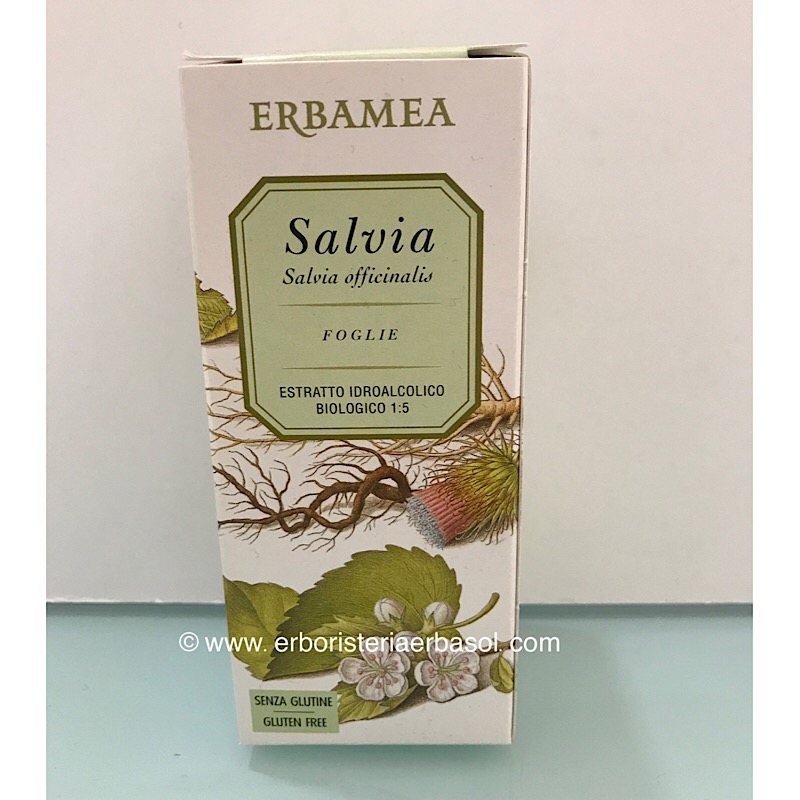 ERBAMEA
Salvia
Salvia officinalis
FOGLIE
ESTRATTO IDROALCOLICO
BIOLOGICO 1:5
© www. erboristeriaerbasol. com
SENZA GLUTINE
GLUTEN FREE